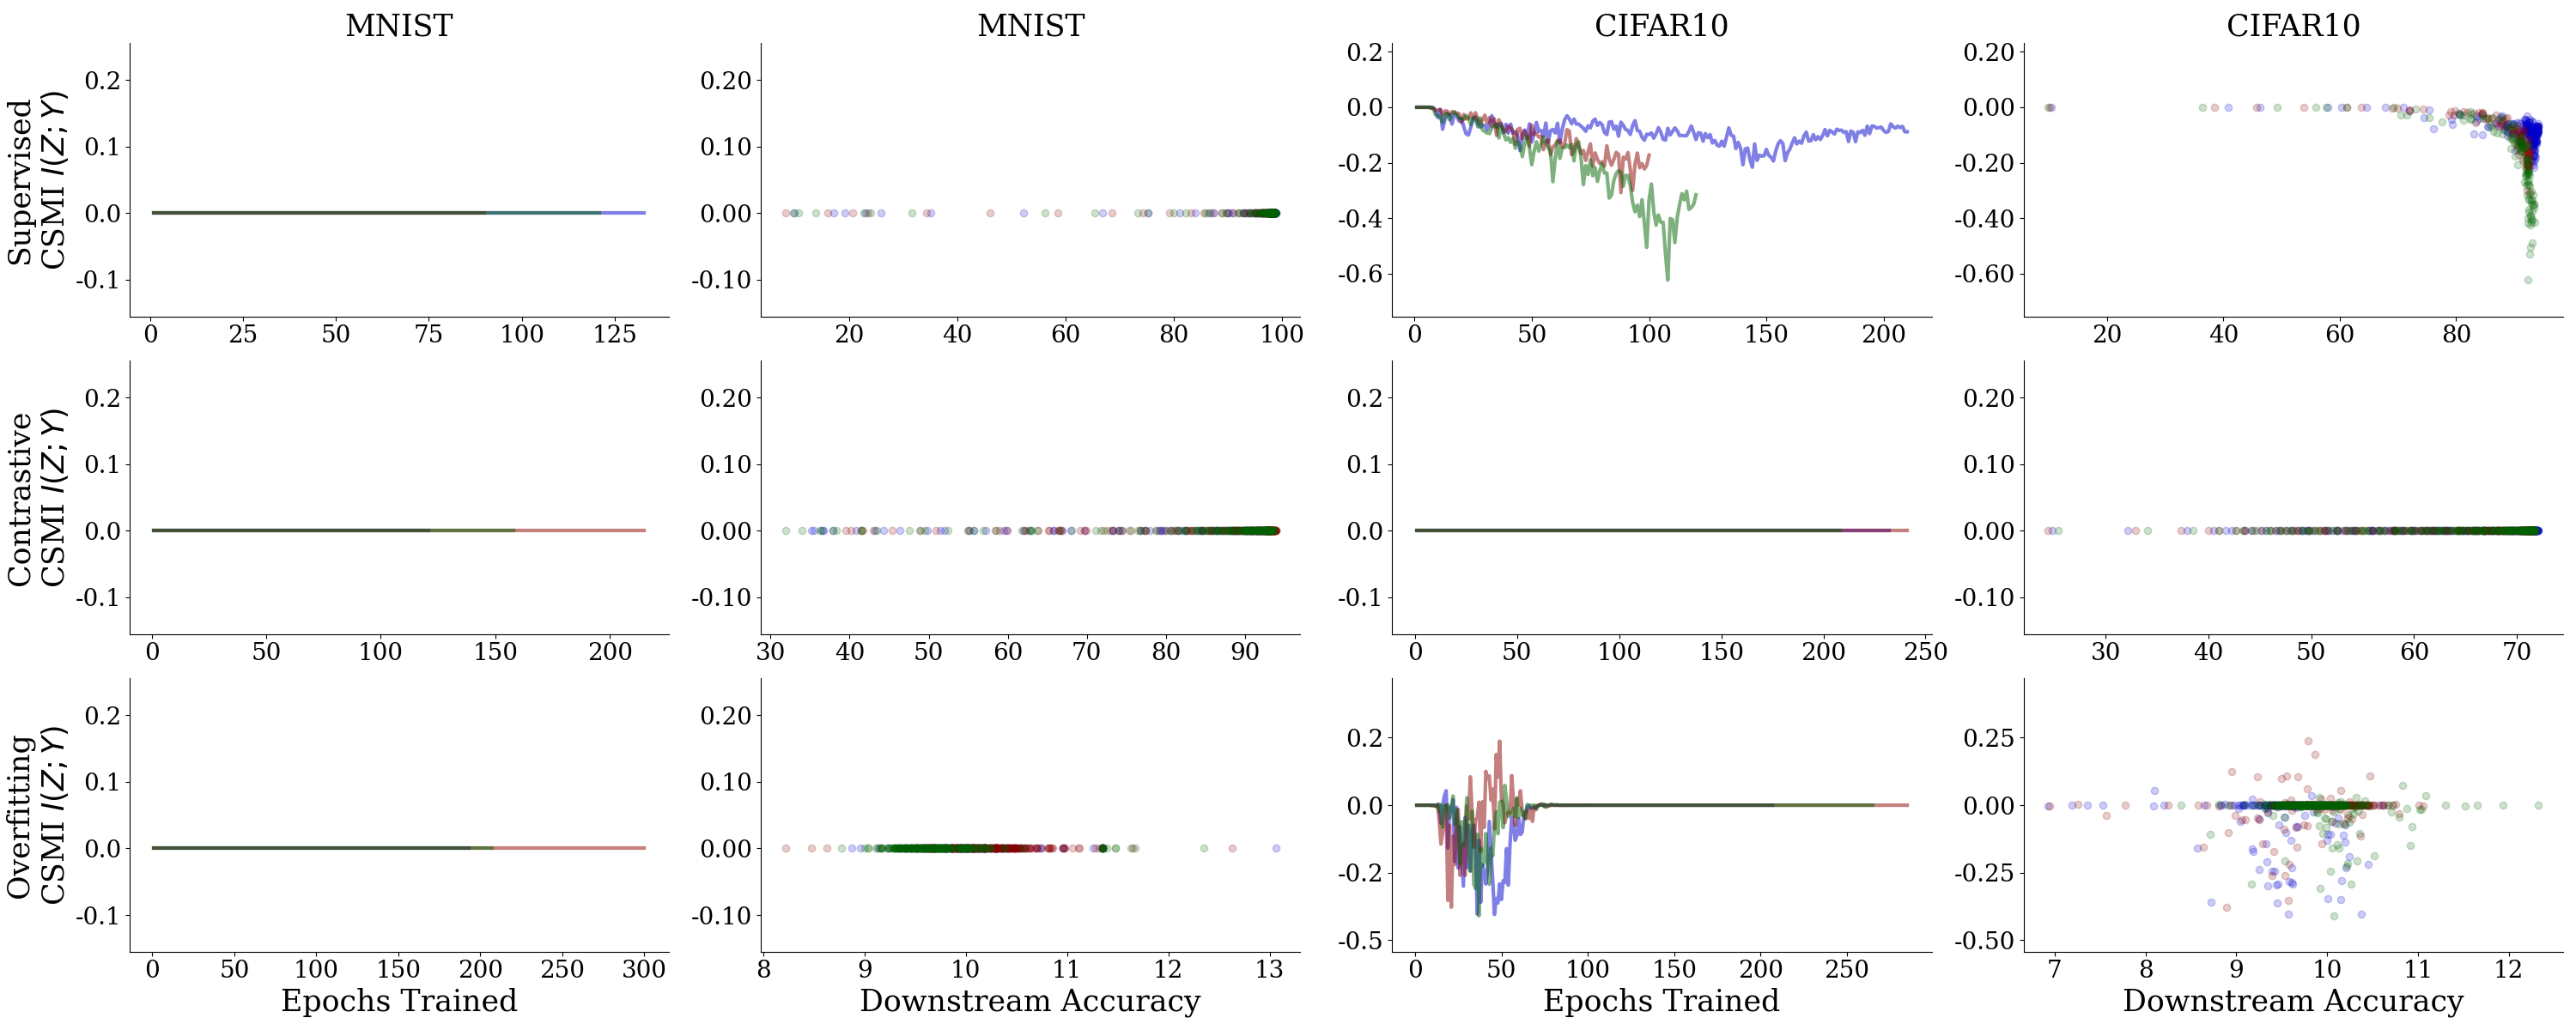 MNIST MNIST CIFAR10 CIFAR10
Supervised
CSMI I(Z; Y)
0.2
0.1
0.0
-0.1
0 25 50 75 100 125
0.20
0.10
0.00
-0.10
20 40 60 80 100
0.2
0.0
-0.2
-0.4
-0.6
0 50 100 150 200
0.20
0.00
-0.20
-0.40
-0.60
20 40 60 80
Contrastive
CSMI I(Z; Y)
0.2
0.1
0.0
-0.1
0 50 100 150 200
0.20
0.10
0.00
-0.10
30 40 50 60 70 80 90
0.2
0.1
0.0
-0.1
0 50 100 150 200 250
0.20
0.10
0.00
-0.10
30 40 50 60 70
Overfitting
CSMI I(Z; Y)
0.2
0.1
0.0
-0.1
0 50 100 150 200 250 300
Epochs Trained
0.20
0.10
0.00
-0.10
8 9 10 11 12 13
Downstream Accuracy
0.2
0.0
-0.2
-0.5
0 50 100 150 200 250
Epochs Trained
0.25
0.00
-0.25
-0.50
7 8 9 10 11 12
Downstream Accuracy